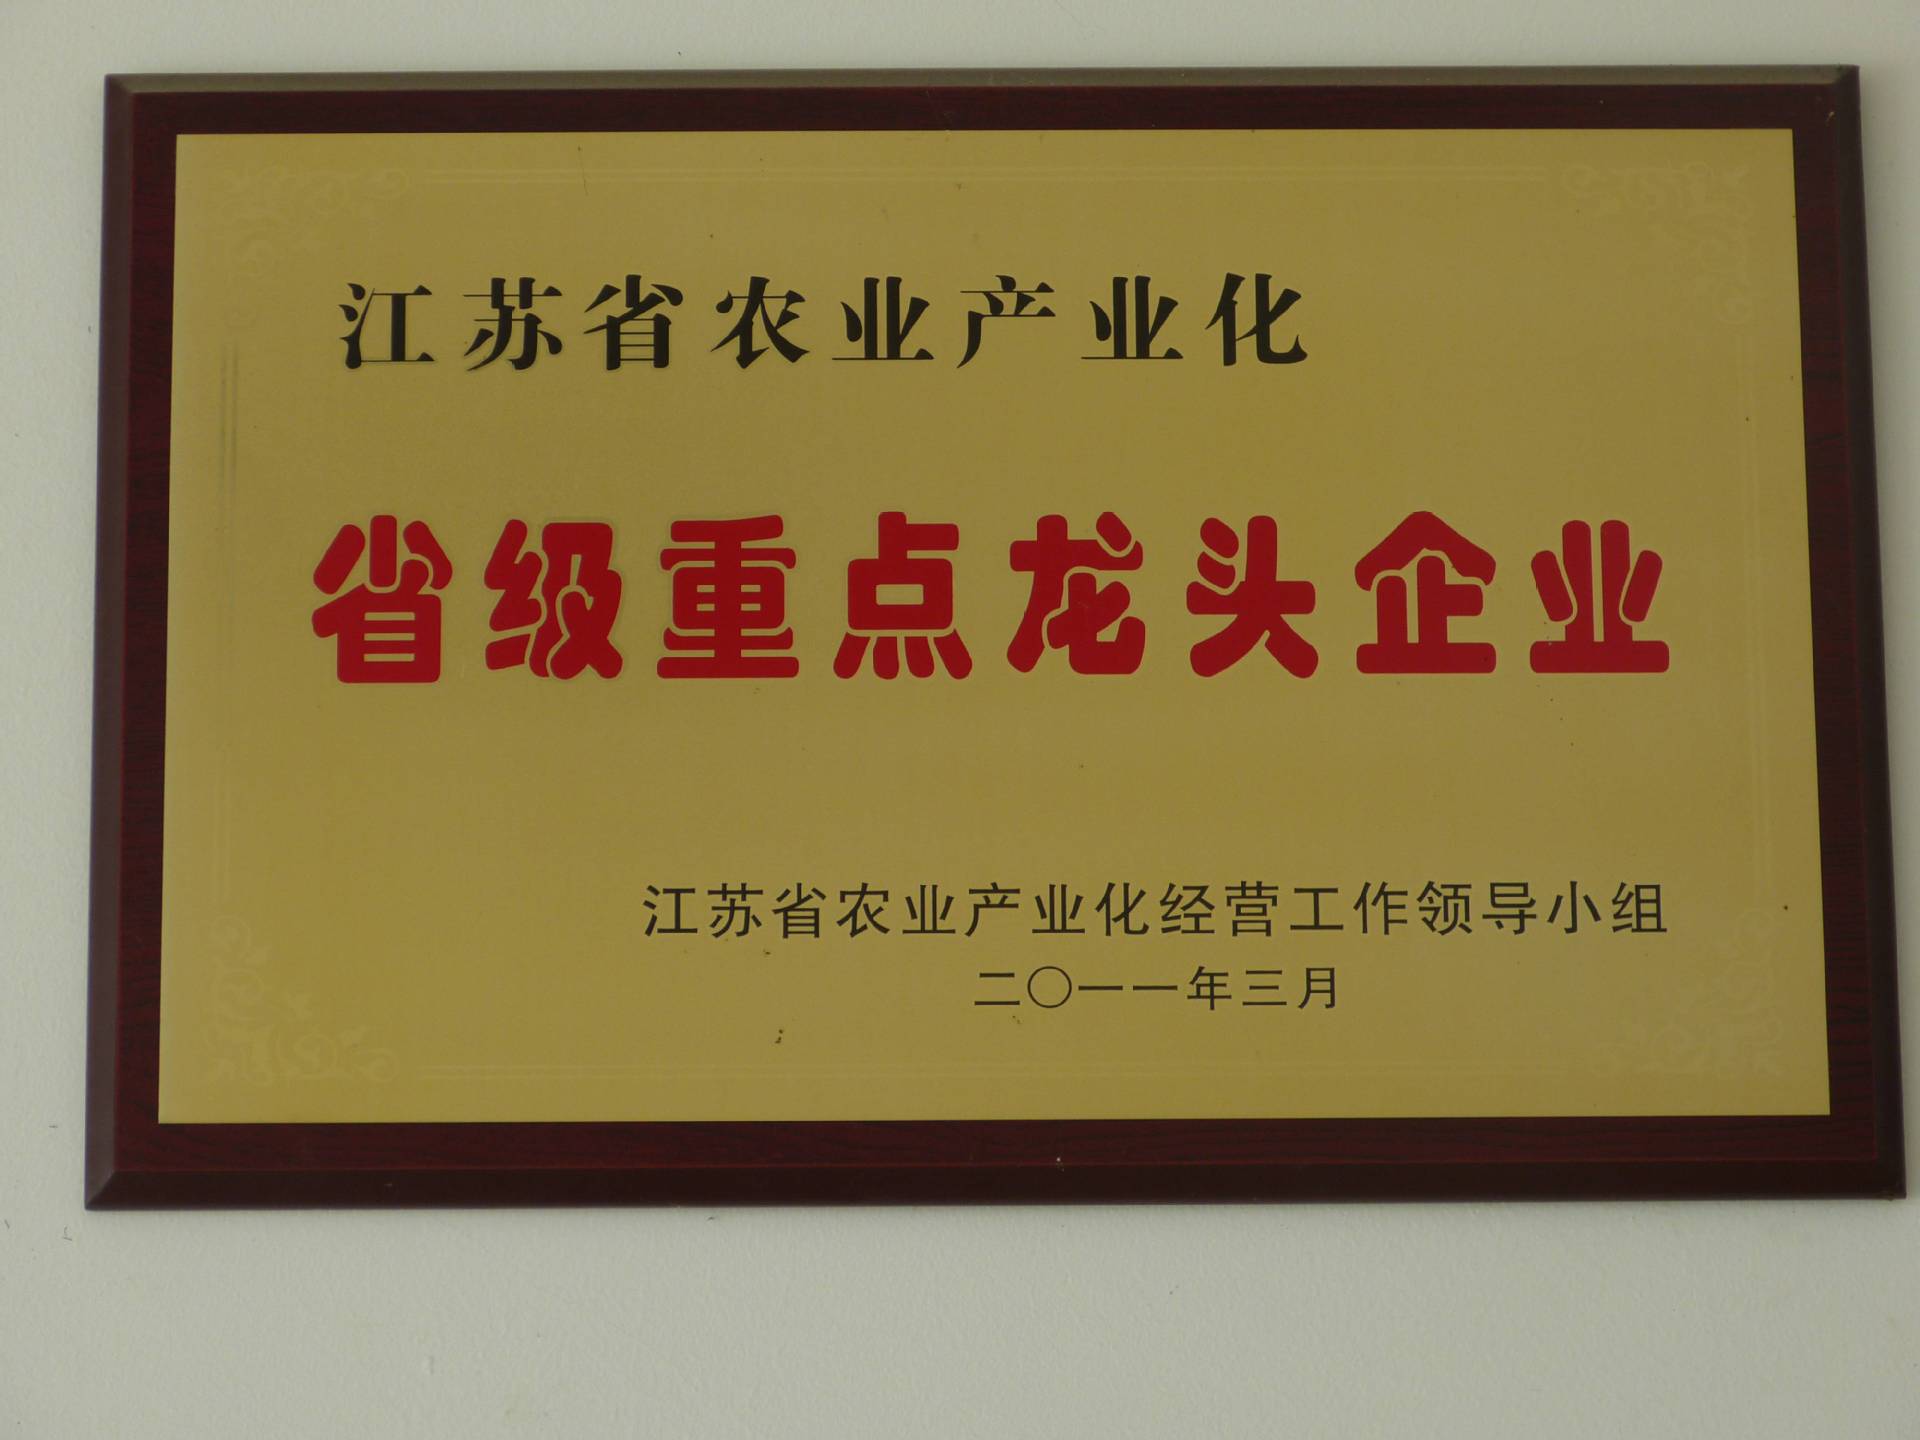 江苏省农业产业化
省级重点龙头企业
江苏省农业产业化经营工作领导小组
二〇一一年三月